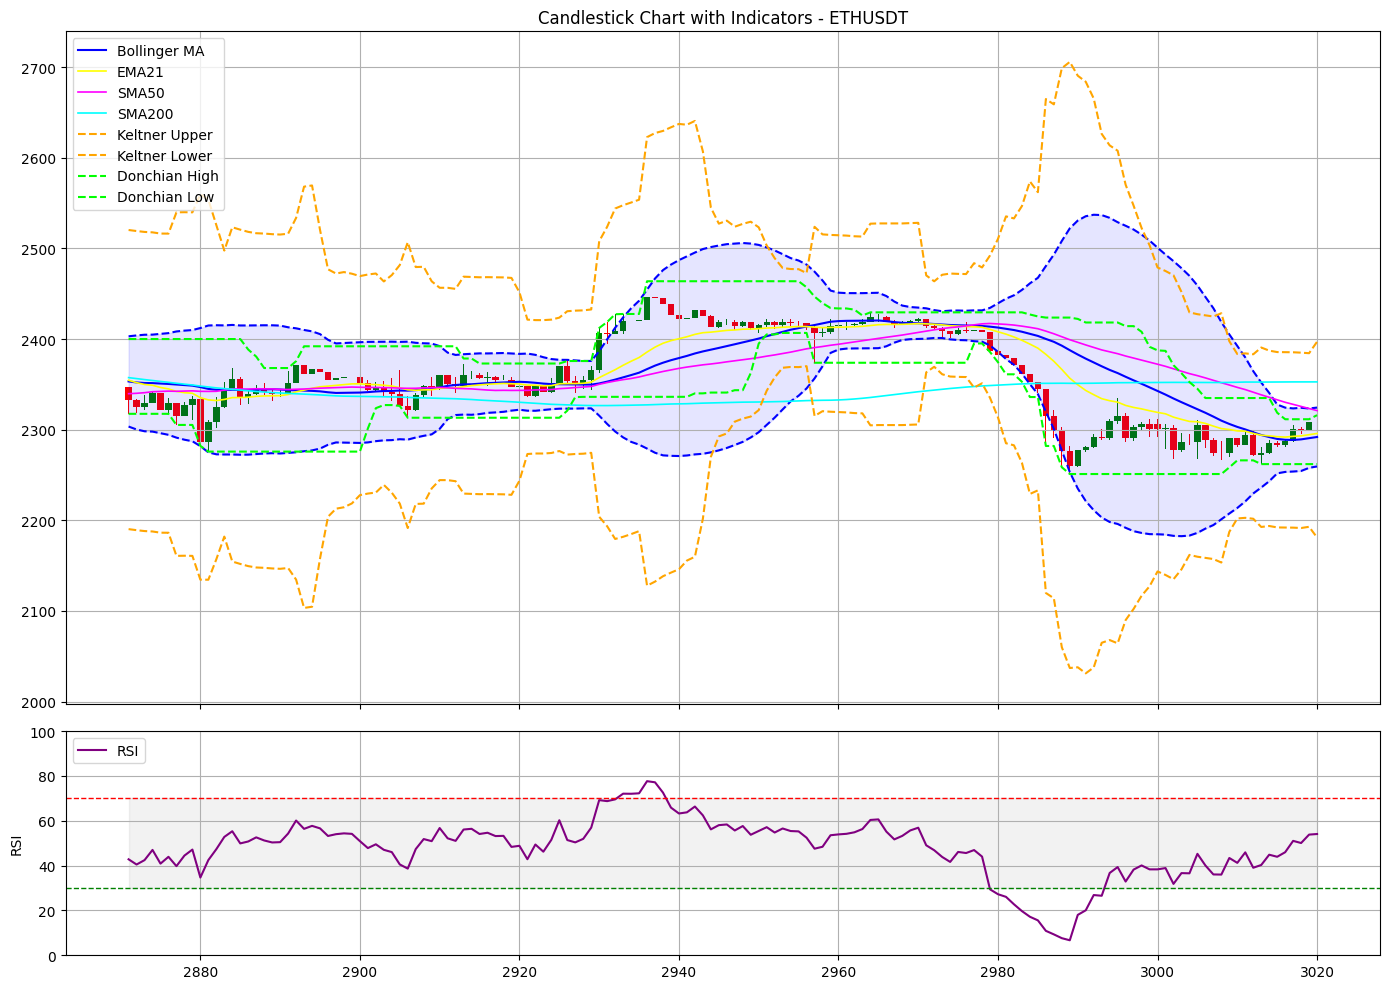 Candlestick Chart with Indicators - ETHUSDT
Bollinger MA
EMA21
SMA50
SMA200
Keltner Upper
Keltner Lower
Donchian High
Donchian Low
2700
2600
2500
2400
2300
2200
2100
2000
RSI
100
80
60
40
20
0
RSI
2880
2900
2920
2940
2960
2980
3000
3020